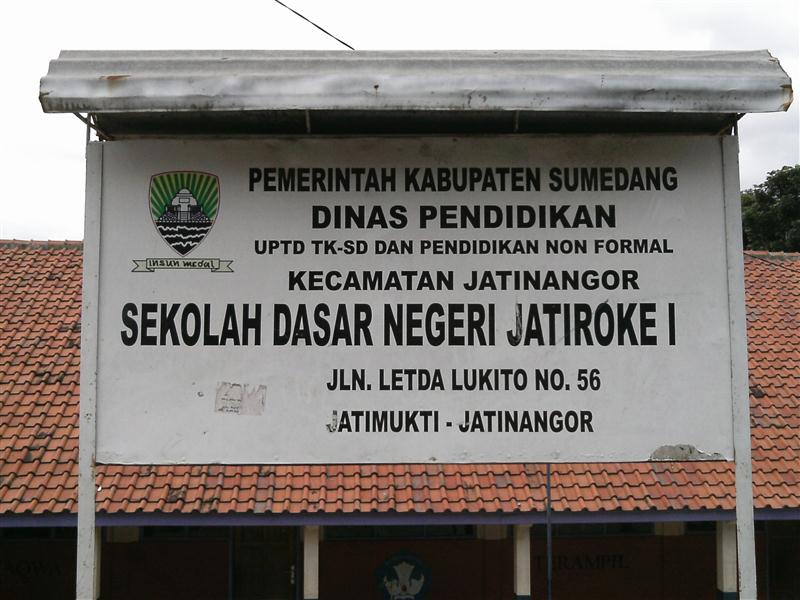 PEMERINTAH KABUPATEN SUMEDANG
DINAS PENDIDIKAN
UPTD TK-SD DAN PENDIDIKAN NON FORMAL
KECAMATAN JATINANGOR
SEKOLAH DASAR NEGERI JATIROKE I
JLN. LETDA LUKITO NO. 56
JATIMUKTI - JATINANGOR
insun medal
TERAMPIL